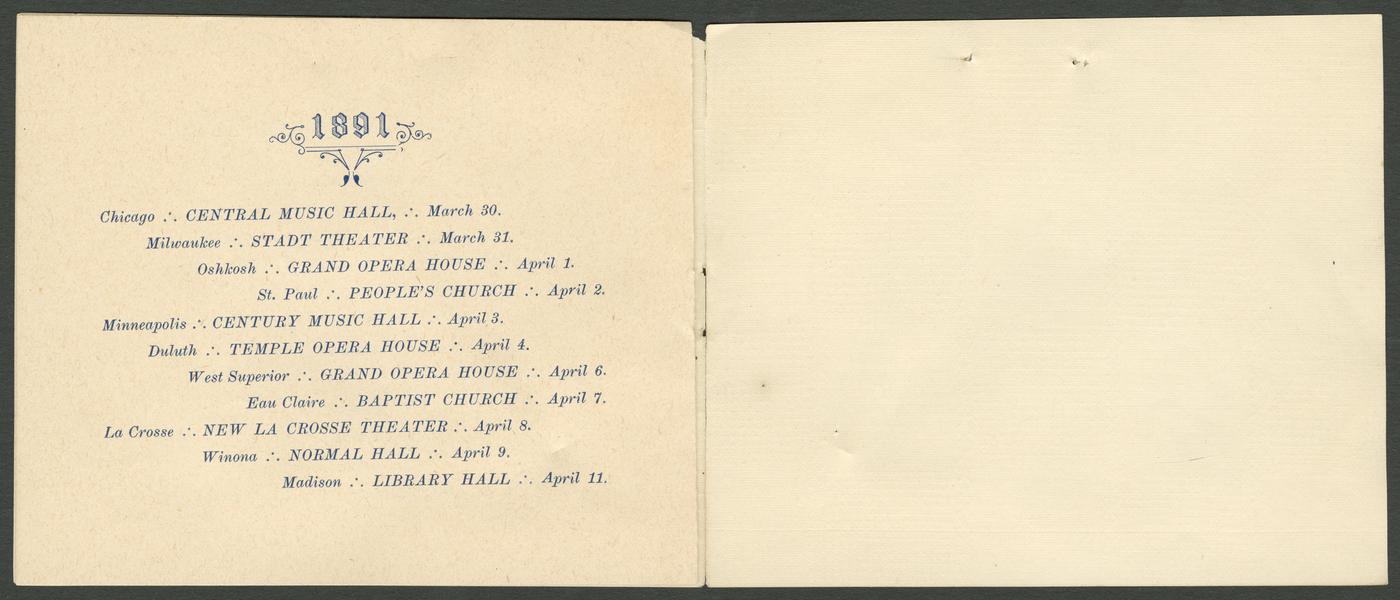 1891
Chicago ∴ CENTRAL MUSIC HALL, ∴ March 30.
Milwaukee ∴ STADT THEATER ∴ March 31.
Oshkosh ∴ GRAND OPERA HOUSE ∴ April 1.
St. Paul ∴ PEOPLE'S CHURCH ∴ April 2.
Minneapolis ∴ CENTURY MUSIC HALL ∴ April 3.
Duluth ∴ TEMPLE OPERA HOUSE ∴ April 4.
West Superior ∴ GRAND OPERA HOUSE ∴ April 6.
Eau Claire ∴ BAPTIST CHURCH ∴ April 7.
La Crosse ∴ NEW LA CROSSE THEATER ∴ April 8.
Winona ∴ NORMAL HALL ∴ April 9.
Madison ∴ LIBRARY HALL ∴ April 11.